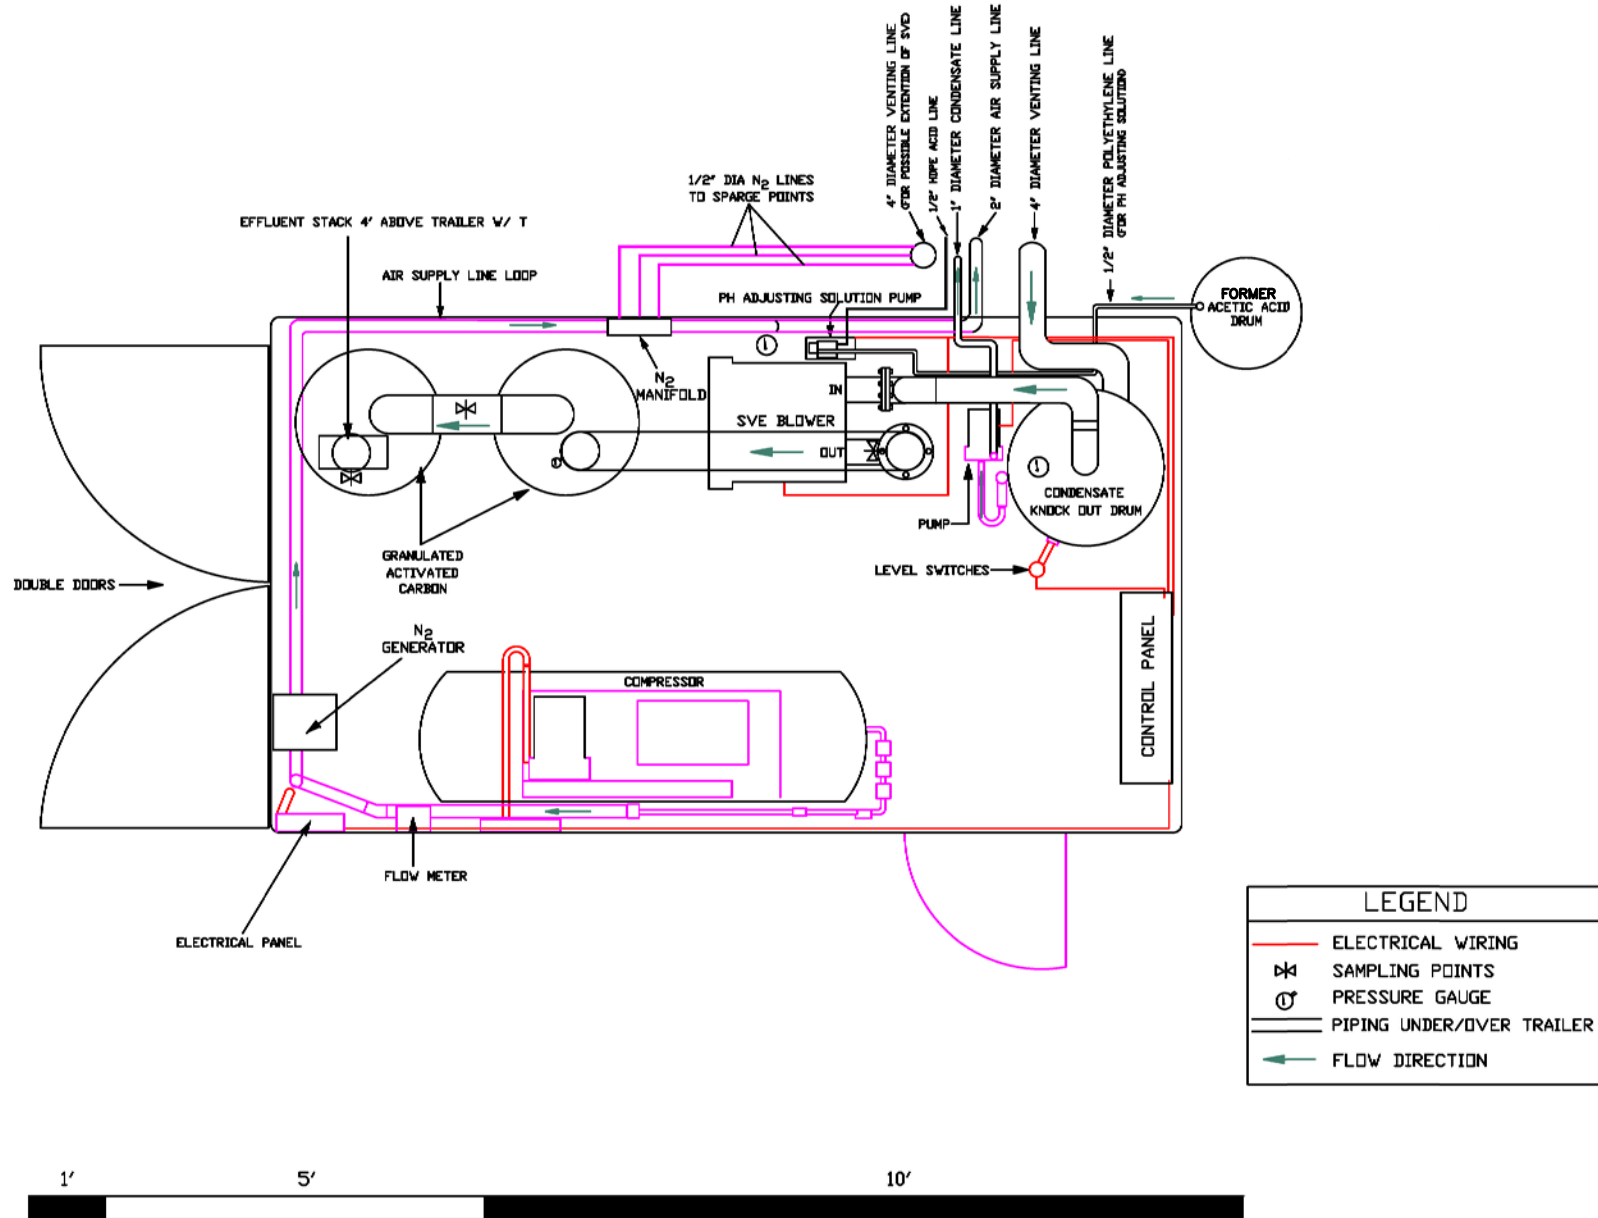 4" DIAMETER VENTING LINE
(FOR POSSIBLE EXTENTION OF SVE)
1/2" HDPE ACID LINE
1" DIAMETER CONDENSATE LINE
2" DIAMETER AIR SUPPLY LINE
4" DIAMETER VENTING LINE
1/2" DIAMETER POLYETHYLENE LINE
(FOR PH ADJUSTING SOLUTION)
1/2" DIA N2 LINES
TO SPARGE POINTS
EFFLUENT STACK 4' ABOVE TRAILER W/ T
AIR SUPPLY LINE LOOP
PH ADJUSTING SOLUTION PUMP
FORMER
ACETIC ACID
DRUM
N2
MANIFOLD
IN
SVE BLOWER
OUT
CONDENSATE
KNOCK OUT DRUM
PUMP
GRANULATED
ACTIVATED
CARBON
LEVEL SWITCHES
DOUBLE DOORS
N2
GENERATOR
COMPRESSOR
CONTROL PANEL
FLOW METER
ELECTRICAL PANEL
LEGEND
ELECTRICAL WIRING
SAMPLING POINTS
PRESSURE GAUGE
PIPING UNDER/OVER TRAILER
FLOW DIRECTION
1' 5' 10'